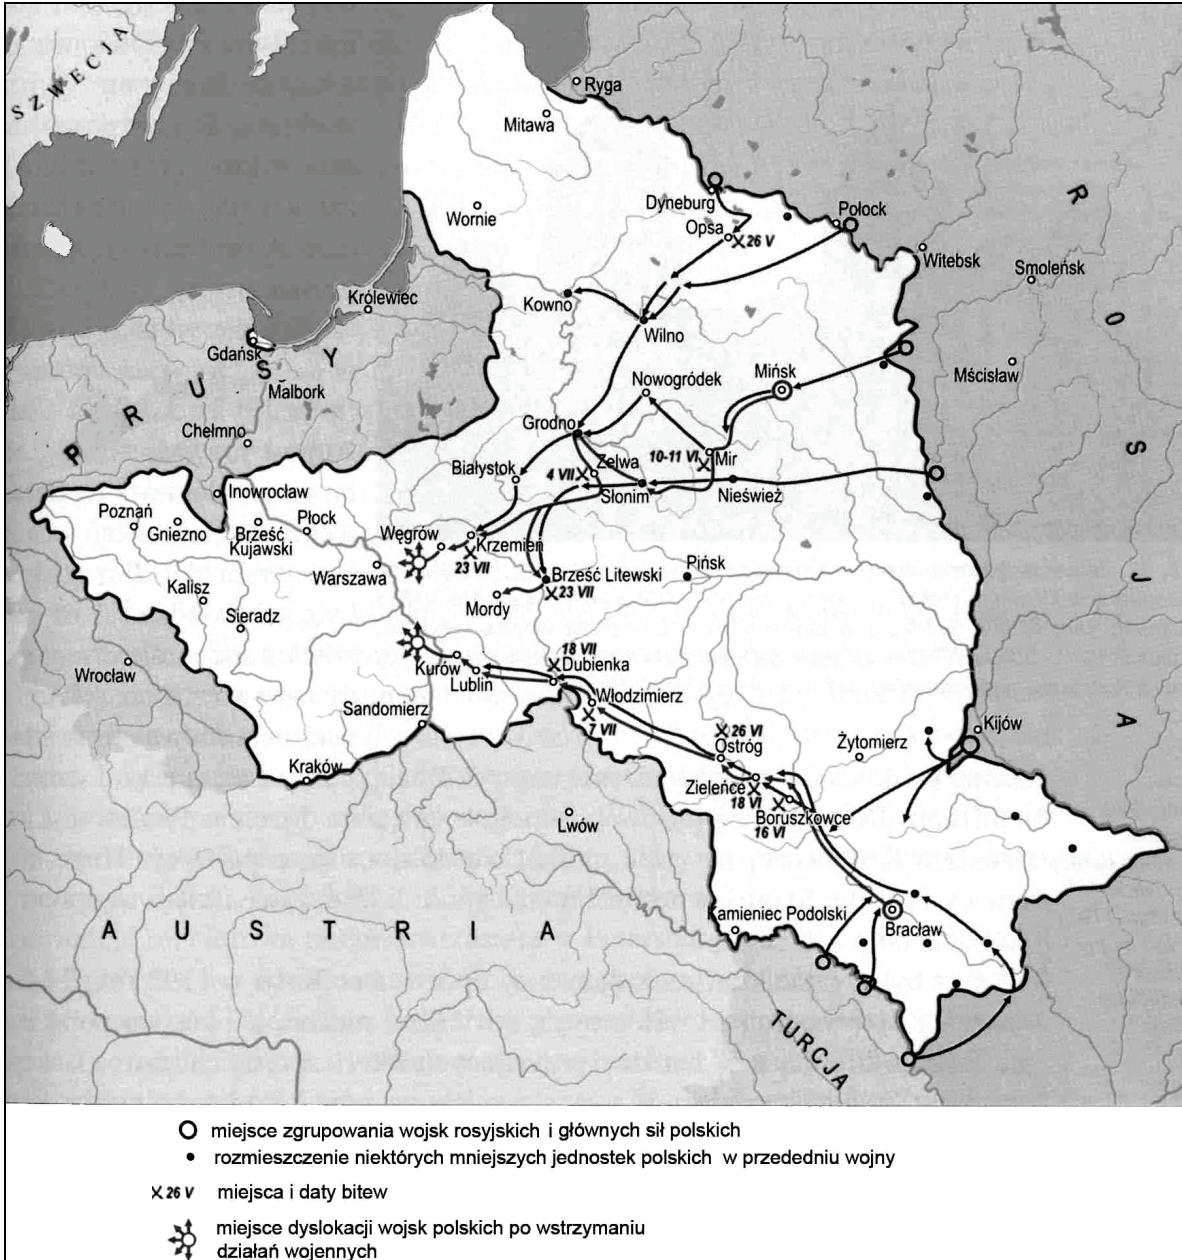 SZWECJA
Ryga
Mitawa
Dyneburg
Wornie
Opsa
26 V
Połock
Witebsk
Smoleńsk
ROSJA
Królewiec
Kowno
Wilno
Gdańsk
PRUSY
Malbork
Nowogródek
Mińsk
Mścisław
Chełmno
Grodno
10-11 VI
Mir
Białystok
4 VII
Zelwa
Słonim
Nieśwież
Inowrocław
Poznań
Gniezno
Płock
Brześć
Kujawski
Węgrów
Krzemień
23 VII
Warszawa
Brześć Litewski
23 VII
Pińsk
Kalisz
Mordy
Sieradz
Kurów
18 VII
Dubienka
Wrocław
Lublin
Włodzimierz
7 VII
Sandomierz
26 VI
Ostróg
Żytomierz
Kijów
Kraków
Zieleńce
18 VI
Boruszkowce
16 VI
Lwów
AUSTRIA
Kamieniec Podolski
Bracław
TURCJA
miejsce zgrupowania wojsk rosyjskich i głównych sił polskich
rozmieszczenie niektórych mniejszych jednostek polskich w przededniu wojny
26 V miejsca i daty bitew
miejsce dyslokacji wojsk polskich po wstrzymaniu
działań wojennych